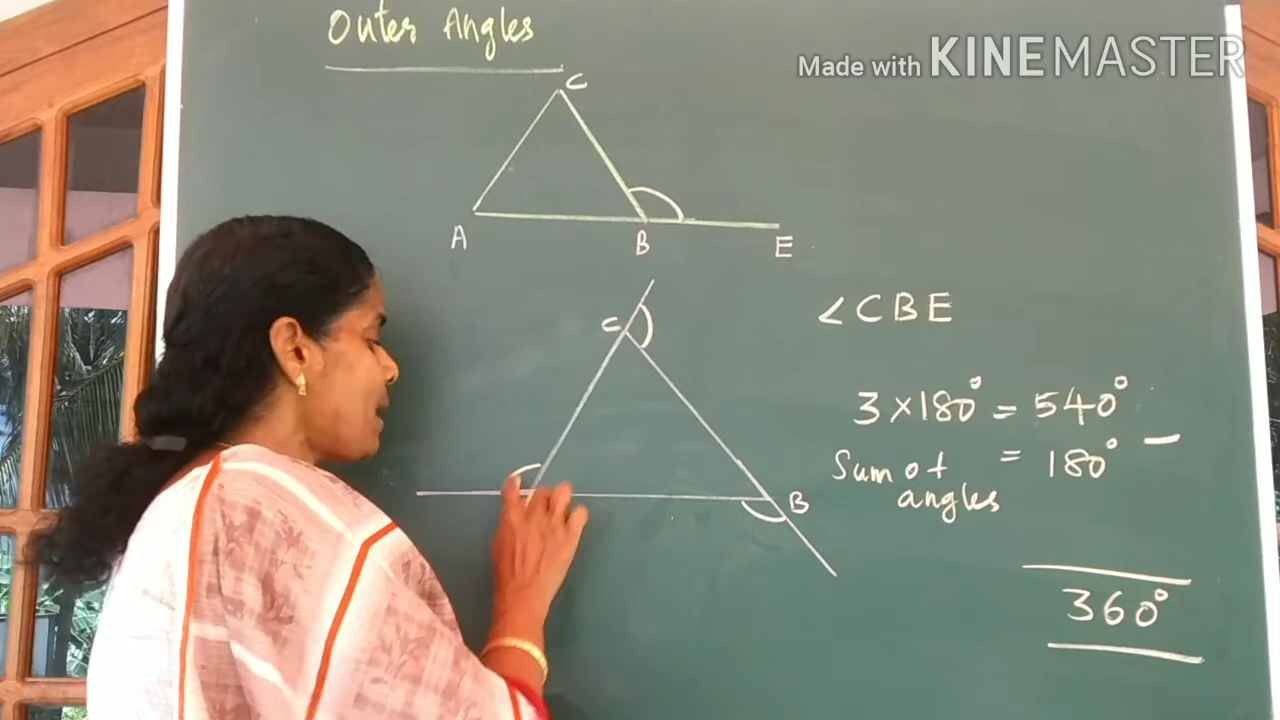 Outer Angles
Made with KINEMASTER
C
A B E
C
∠CBE
3 × 180° = 540°
Sum of angles = 180° −
B
360°